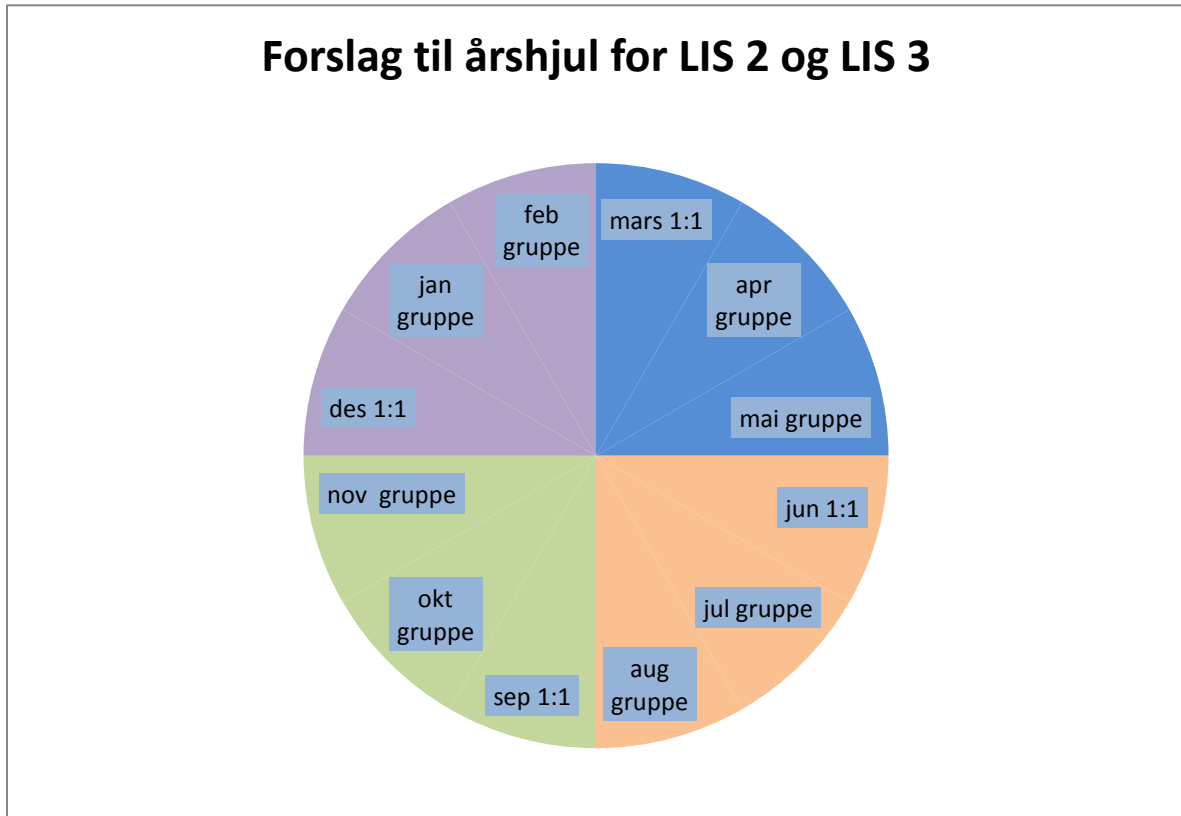 Forslag til årshjul for LIS 2 og LIS 3
mars 1:1
apr
gruppe
mai gruppe
jun 1:1
jul gruppe
aug
gruppe
sep 1:1
okt
gruppe
nov gruppe
des 1:1
jan
gruppe
feb
gruppe